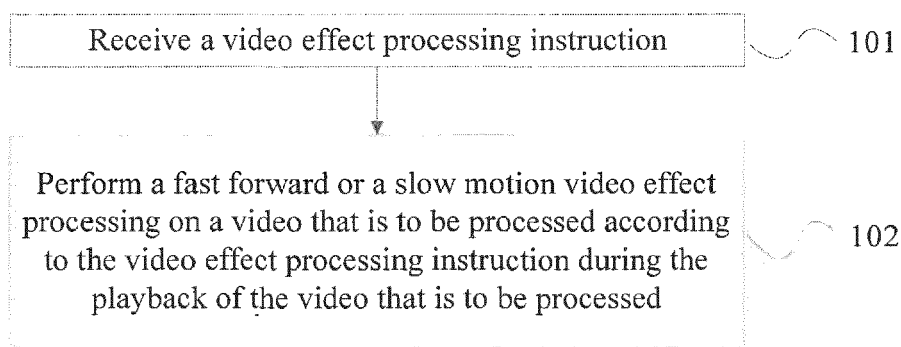 Receive a video effect processing instruction
101
Perform a fast forward or a slow motion video effect
processing on a video that is to be processed according
to the video effect processing instruction during the
playback of the video that is to be processed
102